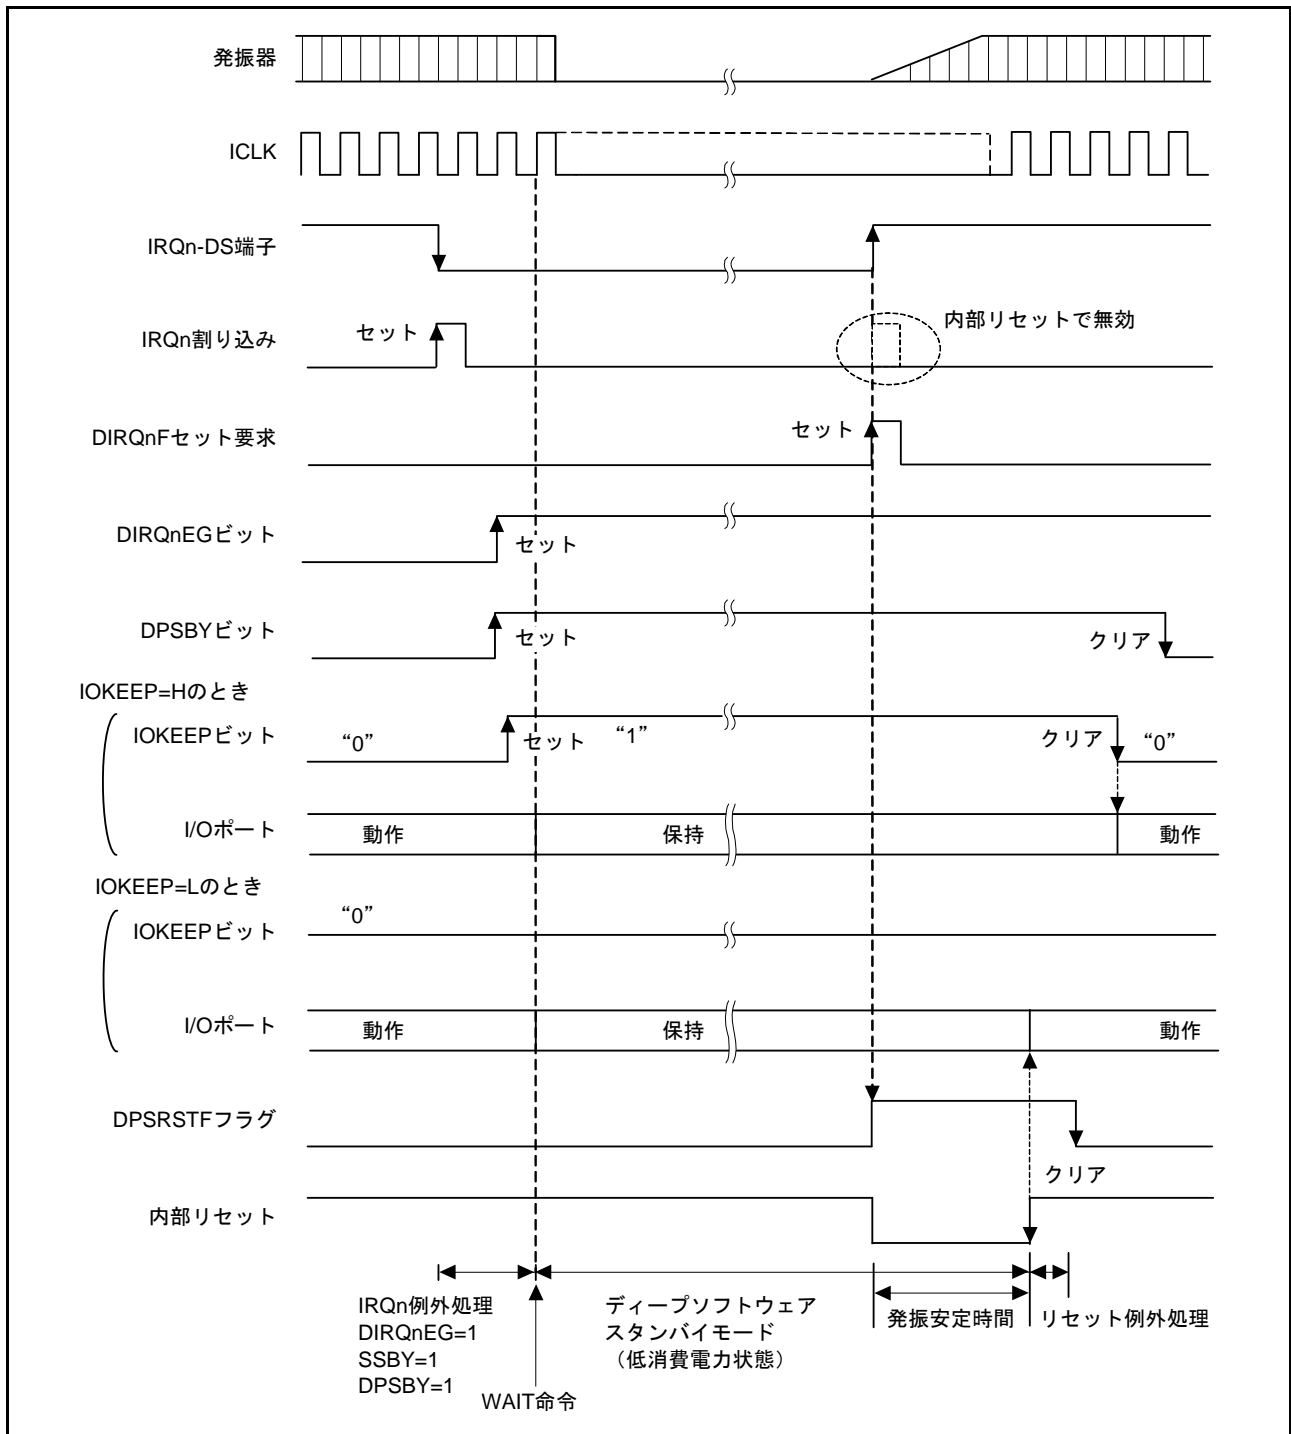 発振器
ICLK
IRQn-DS端子
IRQn割り込み
セット
内部リセットで無効
DIRQnFセット要求
セット
DIRQnEGビット
セット
DPSBYビット
セット
クリア
IOKEEP=Hのとき
IOKEEPビット
“0”
セット
“1”
クリア
“0”
I/Oポート
動作
保持
動作
IOKEEP=Lのとき
“0”
IOKEEPビット
I/Oポート
動作
保持
動作
DPSRSTFフラグ
クリア
内部リセット
IRQn例外処理
DIRQnEG=1
SSBY=1
DPSBY=1
WAIT命令
ディープソフトウェア
スタンバイモード
（低消費電力状態）
発振安定時間
リセット例外処理